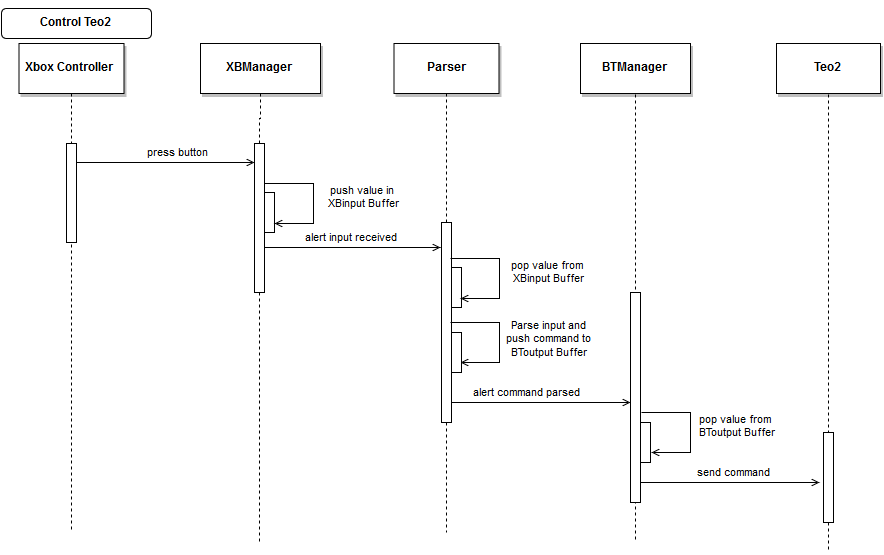 Control Teo2
Xbox Controller
XBManager
Parser
BTManager
Teo2
press button
push value in
XBinput Buffer
alert input received
pop value from
XBinput Buffer
Parse input and
push command to
BToutput Buffer
alert command parsed
pop value from
BToutput Buffer
send command